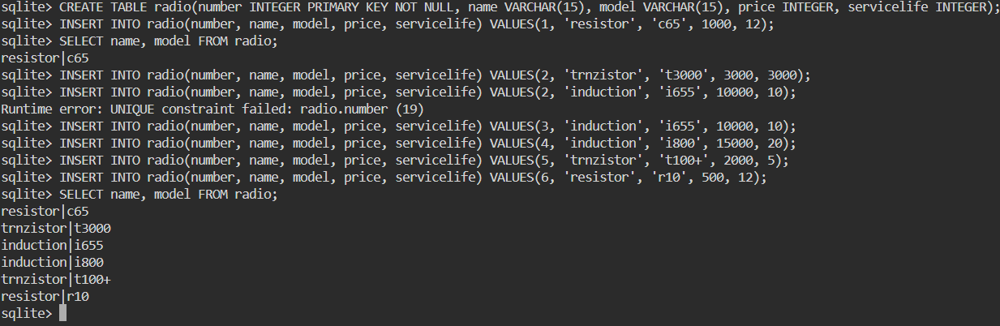 sqlite> CREATE TABLE radio(number INTEGER PRIMARY KEY NOT NULL, name VARCHAR(15), model VARCHAR(15), price INTEGER, servicelife INTEGER);
sqlite> INSERT INTO radio(number, name, model, price, servicelife) VALUES(1, 'resistor', 'c65', 1000, 12);
sqlite> SELECT name, model FROM radio;
resistor|c65
sqlite> INSERT INTO radio(number, name, model, price, servicelife) VALUES(2, 'trnzistor', 't3000', 3000, 3000);
sqlite> INSERT INTO radio(number, name, model, price, servicelife) VALUES(2, 'induction', 'i655', 10000, 10);
Runtime error: UNIQUE constraint failed: radio.number (19)
sqlite> INSERT INTO radio(number, name, model, price, servicelife) VALUES(3, 'induction', 'i655', 10000, 10);
sqlite> INSERT INTO radio(number, name, model, price, servicelife) VALUES(4, 'induction', 'i800', 15000, 20);
sqlite> INSERT INTO radio(number, name, model, price, servicelife) VALUES(5, 'trnzistor', 't100+', 2000, 5);
sqlite> INSERT INTO radio(number, name, model, price, servicelife) VALUES(6, 'resistor', 'r10', 500, 12);
sqlite> SELECT name, model FROM radio;
resistor|c65
trnzistor|t3000
induction|i655
induction|i800
trnzistor|t100+
resistor|r10
sqlite>